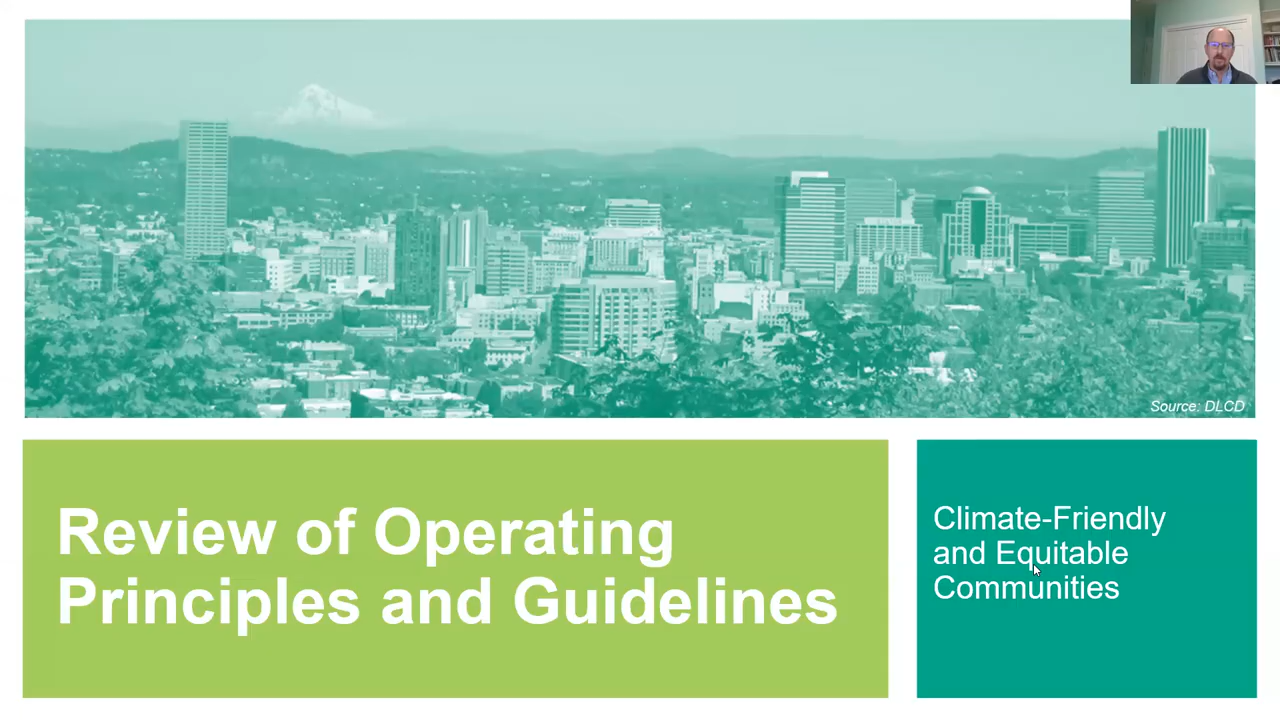 Source: DLCD
Review of Operating
Principles and Guidelines
Climate-Friendly
and Equitable
Communities